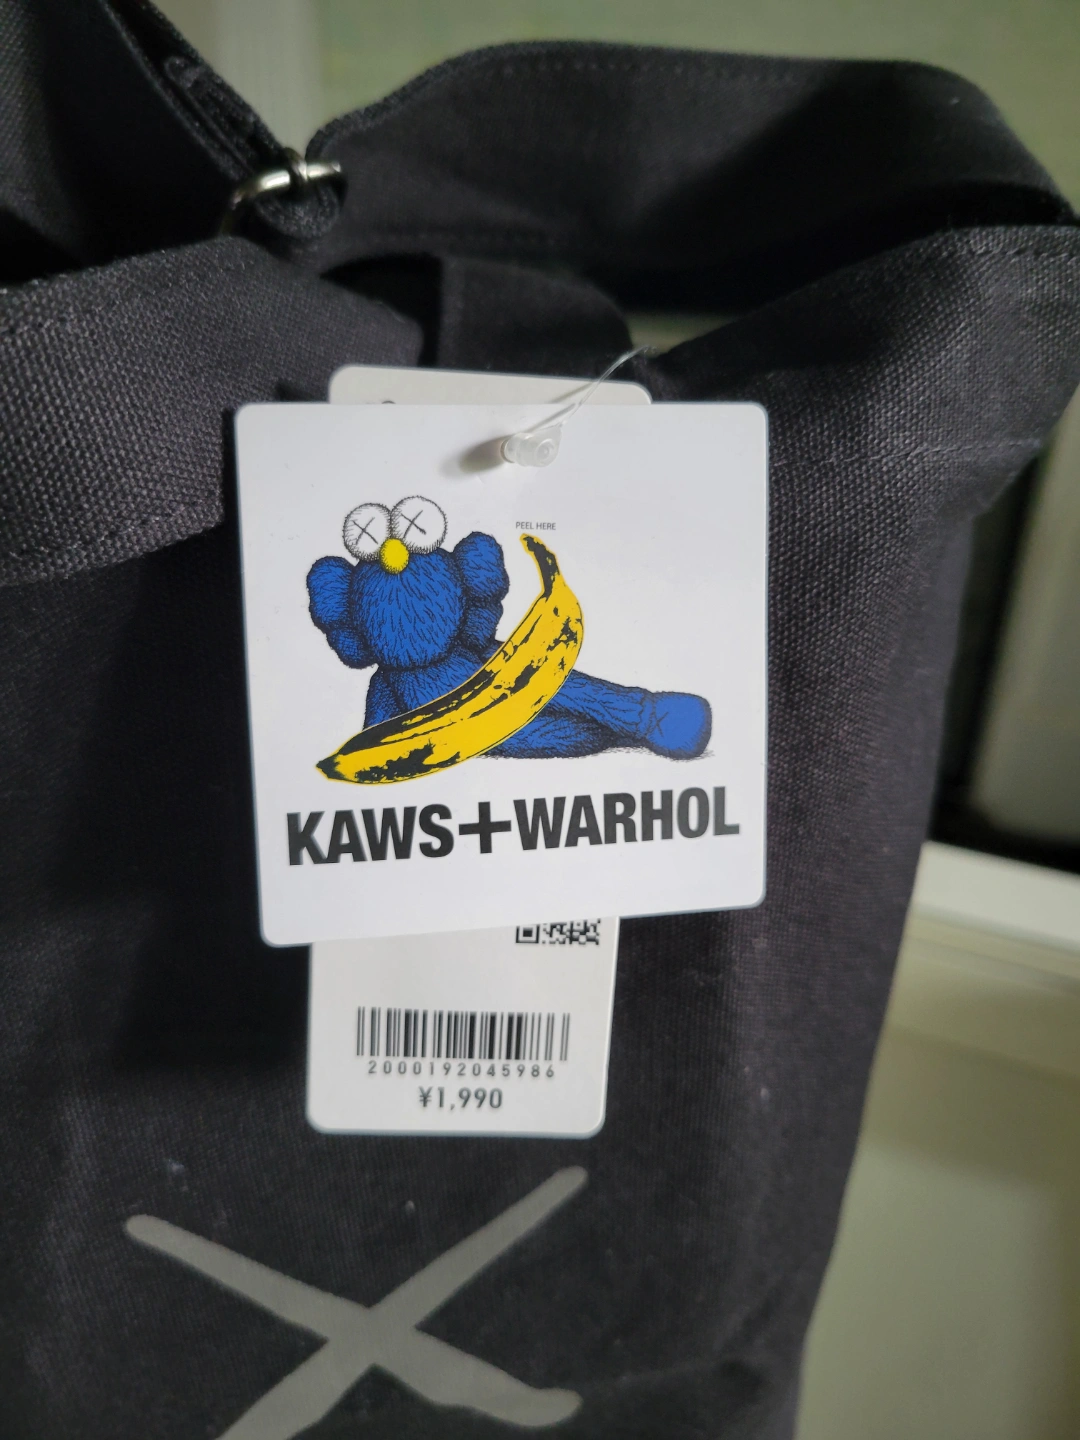 PEEL HERE
KAWS+WARHOL
2000192045986
¥1,990